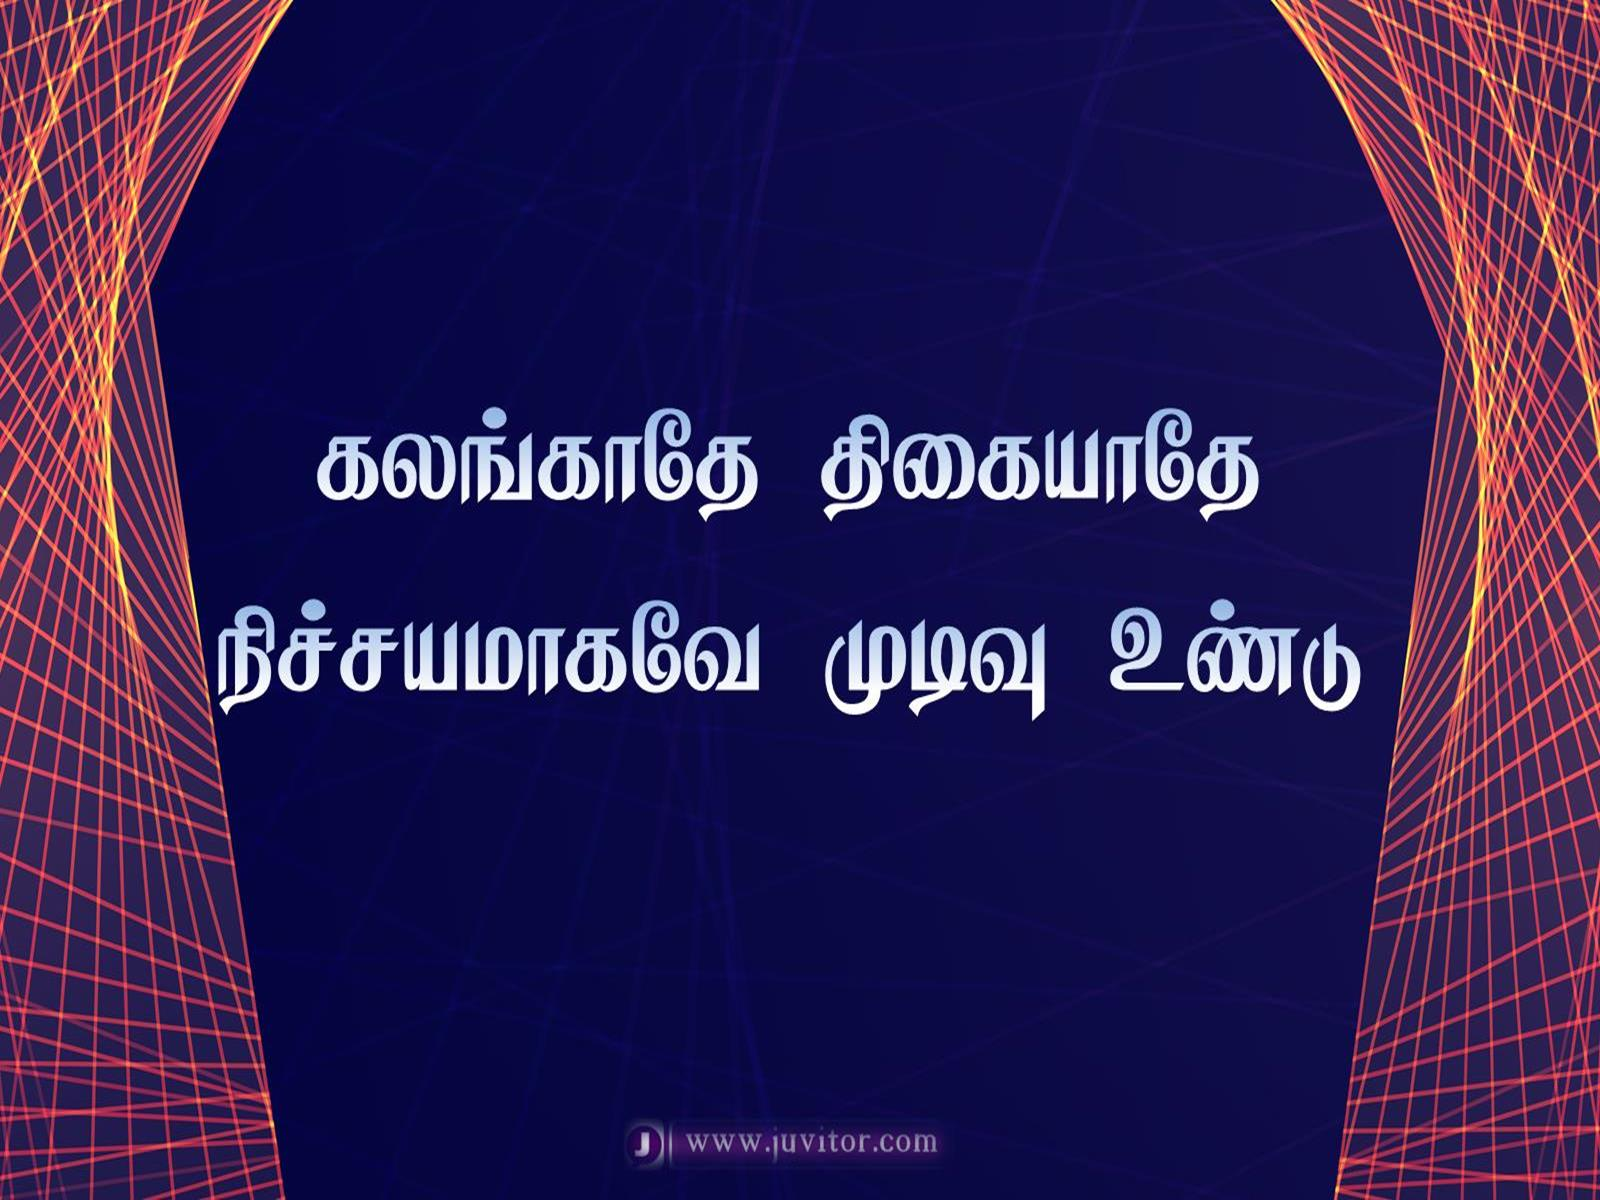 கலங்காதே திகையாதே
நிச்சயமாகவே முடிவு உண்டு
J | www.juvitor.com